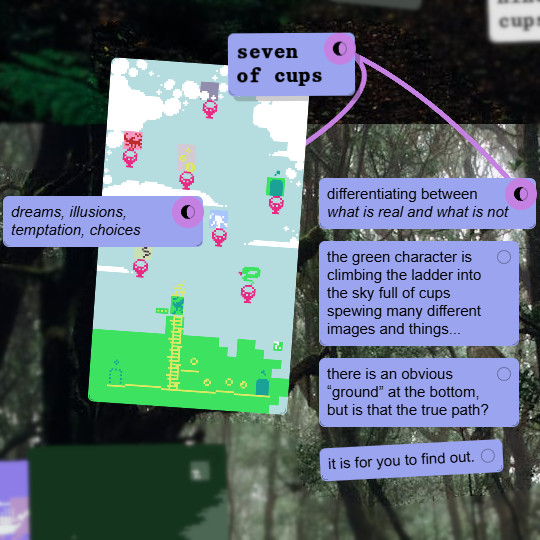 cups
seven
of cups
dreams, illusions,
temptation, choices
differentiating between
what is real and what is not
the green character is
climbing the ladder into
the sky full of cups
spewing many different
images and things...
there is an obvious
“ground” at the bottom,
but is that the true path?
it is for you to find out.